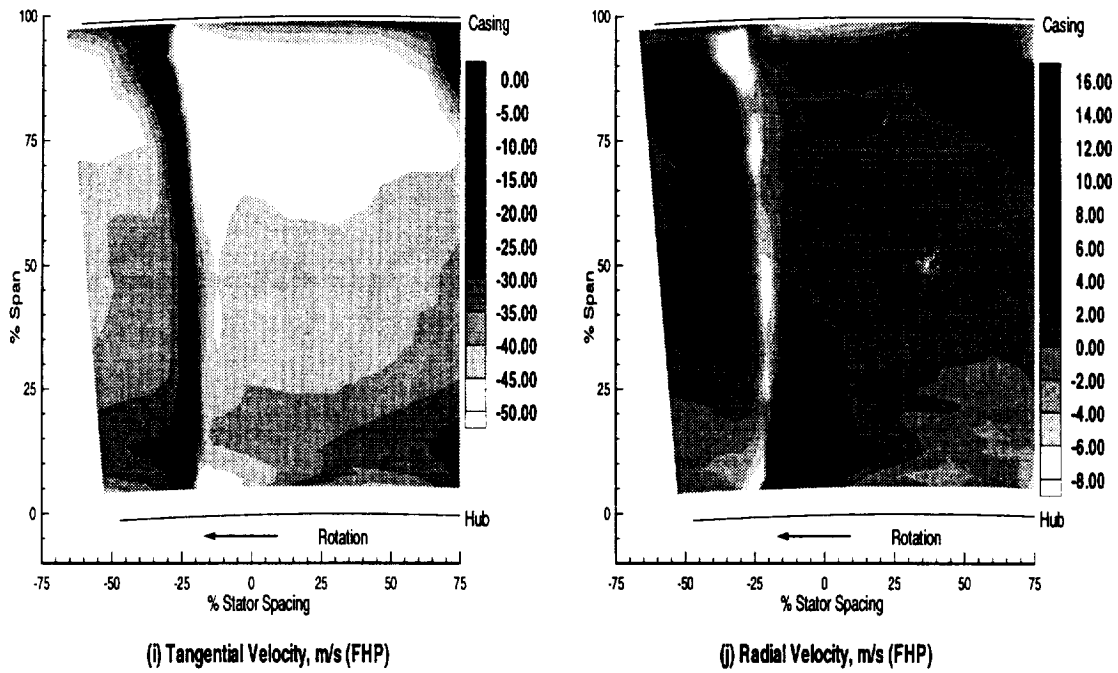 100
75
50
25
0
% Span
Casing
0.00
-5.00
-10.00
-15.00
-20.00
-25.00
-30.00
-35.00
-40.00
-45.00
-50.00
Hub
Rotation
-75 -50 -25 0 25 50 75
% Stator Spacing
(i) Tangential Velocity, m/s (FHP)
100
75
50
25
0
% Span
Casing
16.00
14.00
12.00
10.00
8.00
6.00
4.00
2.00
0.00
-2.00
-4.00
-6.00
-8.00
Hub
Rotation
-75 -50 -25 0 25 50 75
% Stator Spacing
(j) Radial Velocity, m/s (FHP)